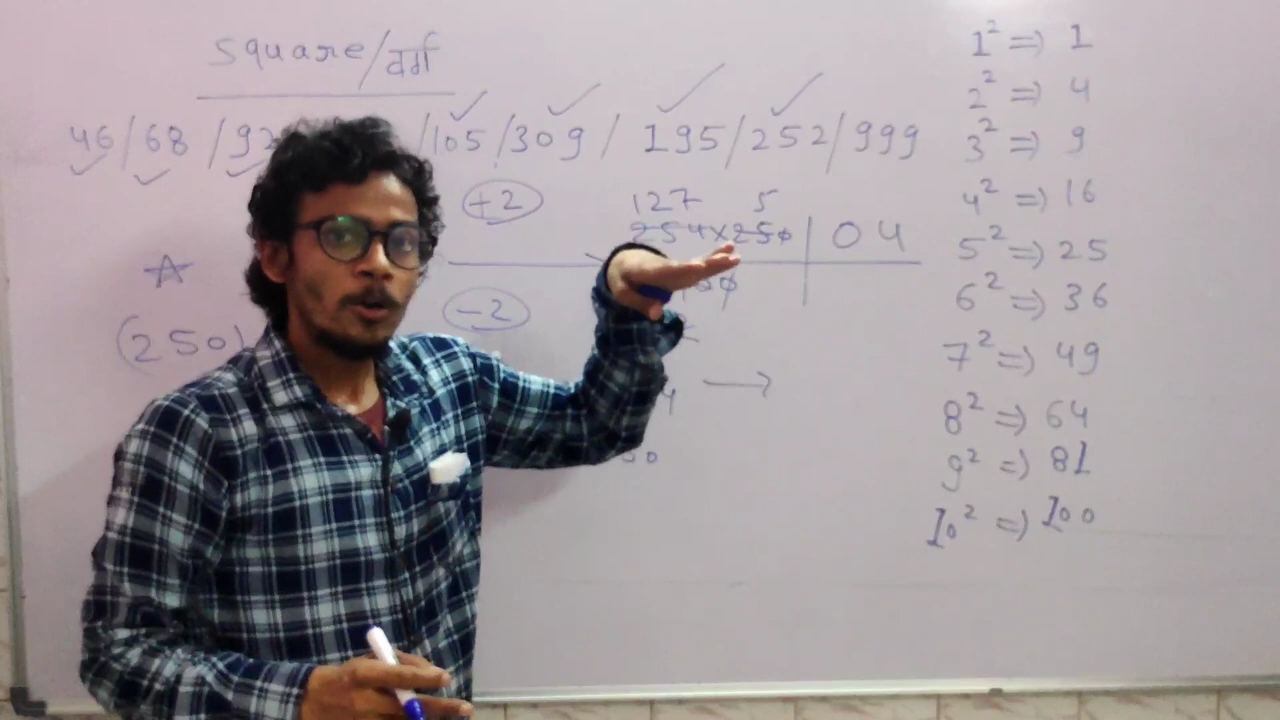 Square/वर्ग
46/68/92 /105/309/ 195/252/999
+2
127 5
254×250 | 04
-2
(250)
1² ⇒ 1
2² ⇒ 4
3² ⇒ 9
4² ⇒ 16
5² ⇒ 25
6² ⇒ 36
7² ⇒ 49
8² ⇒ 64
9² ⇒ 81
10² ⇒ 100